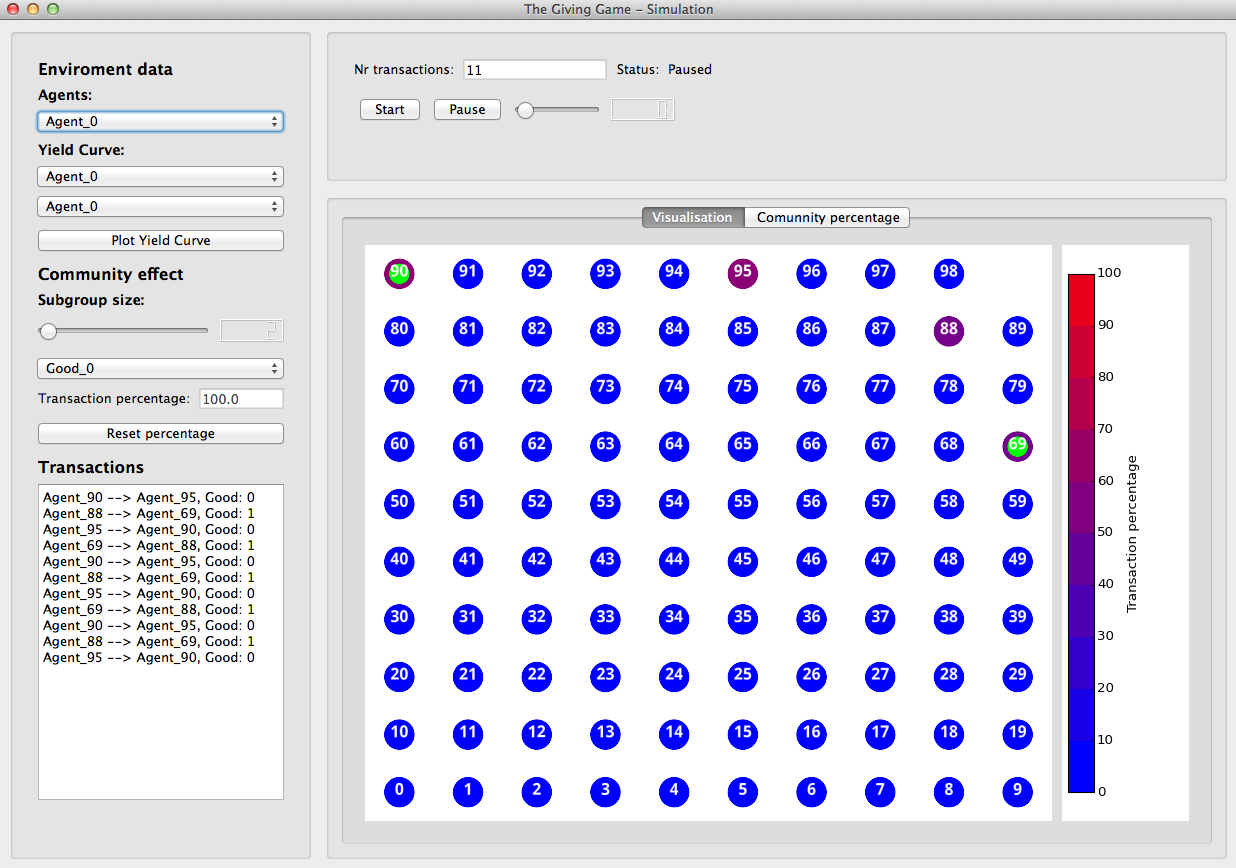 The Giving Game – Simulation
Enviroment data
Agents:
Agent_0
Yield Curve:
Agent_0
Agent_0
Plot Yield Curve
Community effect
Subgroup size:
2
Good_0
Transaction percentage: 100.0
Reset percentage
Transactions
Agent_90 --> Agent_95, Good: 0
Agent_88 --> Agent_69, Good: 1
Agent_95 --> Agent_90, Good: 0
Agent_69 --> Agent_88, Good: 1
Agent_90 --> Agent_95, Good: 0
Agent_88 --> Agent_69, Good: 1
Agent_95 --> Agent_90, Good: 0
Agent_69 --> Agent_88, Good: 1
Agent_90 --> Agent_95, Good: 0
Agent_88 --> Agent_69, Good: 1
Agent_95 --> Agent_90, Good: 0
Nr transactions: 11 Status: Paused
Start Pause
Visualisation Comunnity percentage
90 91 92 93 94 95 96 97 98
80 81 82 83 84 85 86 87 88 89
70 71 72 73 74 75 76 77 78 79
60 61 62 63 64 65 66 67 68 69
50 51 52 53 54 55 56 57 58 59
40 41 42 43 44 45 46 47 48 49
30 31 32 33 34 35 36 37 38 39
20 21 22 23 24 25 26 27 28 29
10 11 12 13 14 15 16 17 18 19
0 1 2 3 4 5 6 7 8 9
100
90
80
70
60
50
40
30
20
10
0
Transaction percentage